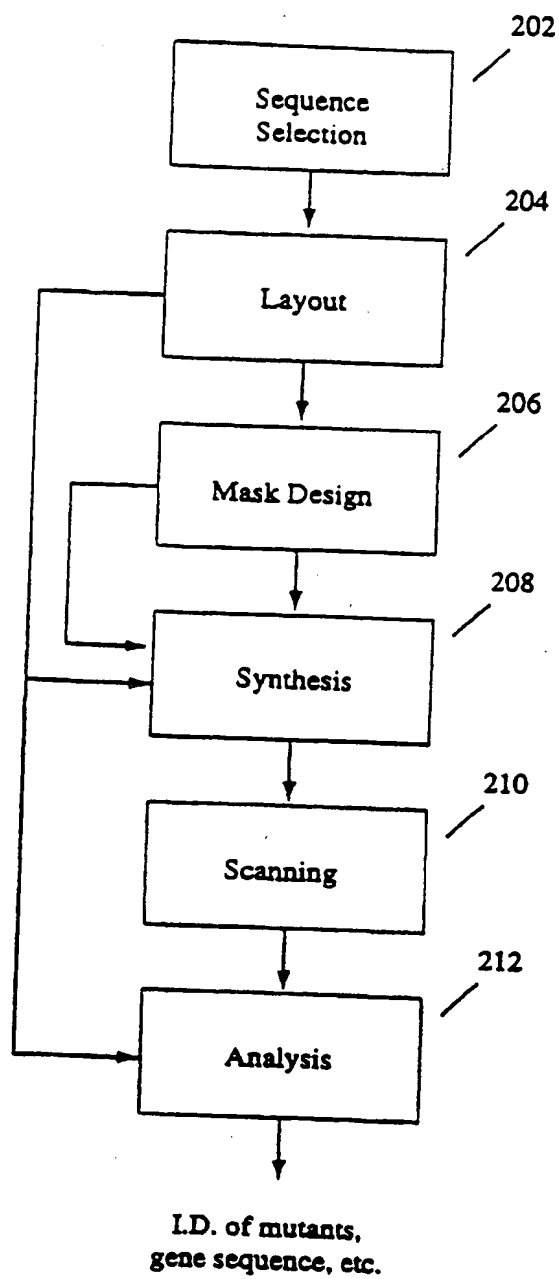 202
Sequence
Selection
204
Layout
206
Mask Design
208
Synthesis
210
Scanning
212
Analysis
I.D. of mutants,
gene sequence, etc.